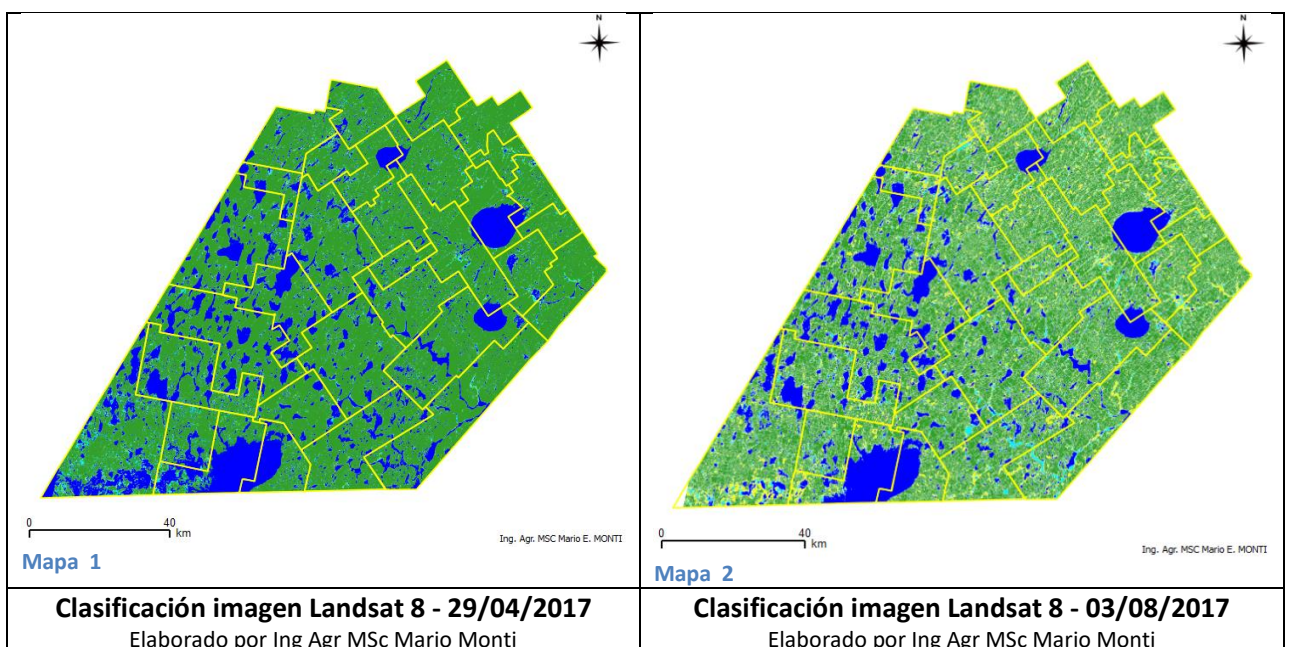 N
0 40
km
Ing. Agr. MSC Mario E. MONTI
Mapa 1
Clasificación imagen Landsat 8 - 29/04/2017
Elaborado por Ing Agr MSc Mario Monti
N
0 40
km
Ing. Agr. MSC Mario E. MONTI
Mapa 2
Clasificación imagen Landsat 8 - 03/08/2017
Elaborado por Ing Agr MSc Mario Monti